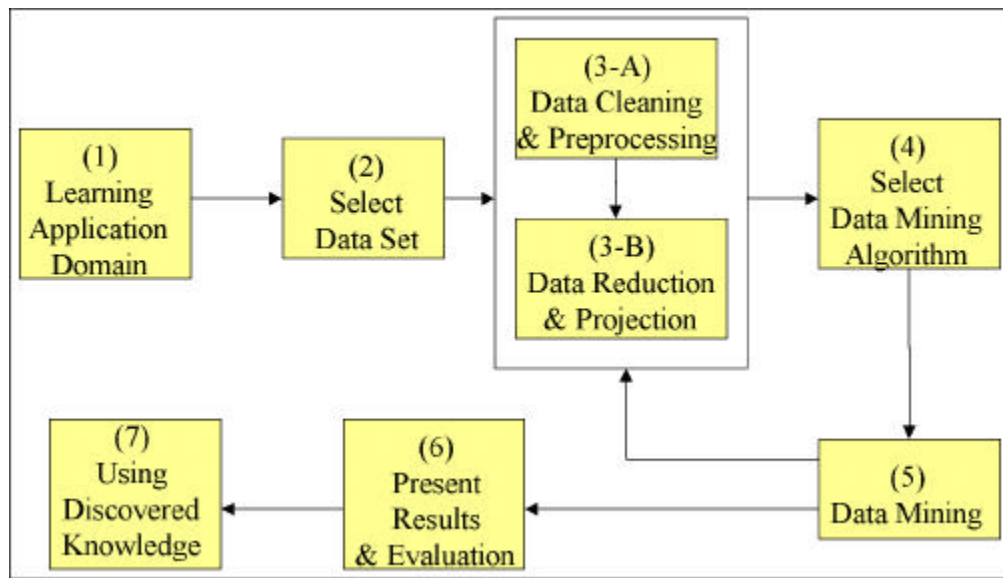 (1)
Learning
Application
Domain
(2)
Select
Data Set
(3-A)
Data Cleaning
& Preprocessing
(3-B)
Data Reduction
& Projection
(4)
Select
Data Mining
Algorithm
(5)
Data Mining
(6)
Present
Results
& Evaluation
(7)
Using
Discovered
Knowledge